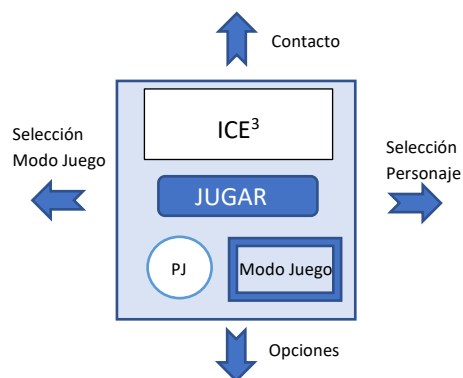 Contacto
ICE³
Selección
Modo Juego
Selección
Personaje
JUGAR
PJ
Modo Juego
Opciones